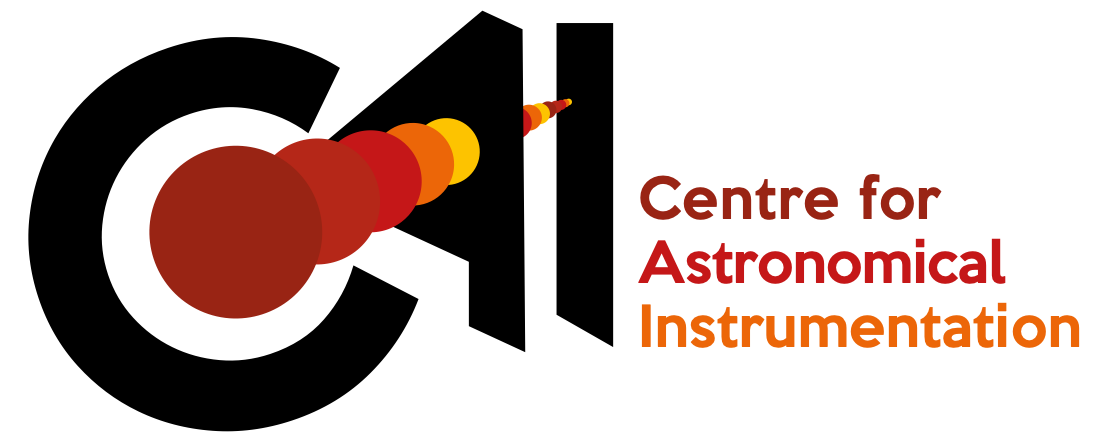 CAI
Centre for
Astronomical
Instrumentation